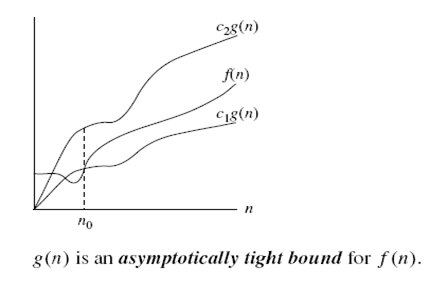 c₂g(n)
f(n)
c₁g(n)
n
n₀
g(n) is an asymptotically tight bound for f(n).